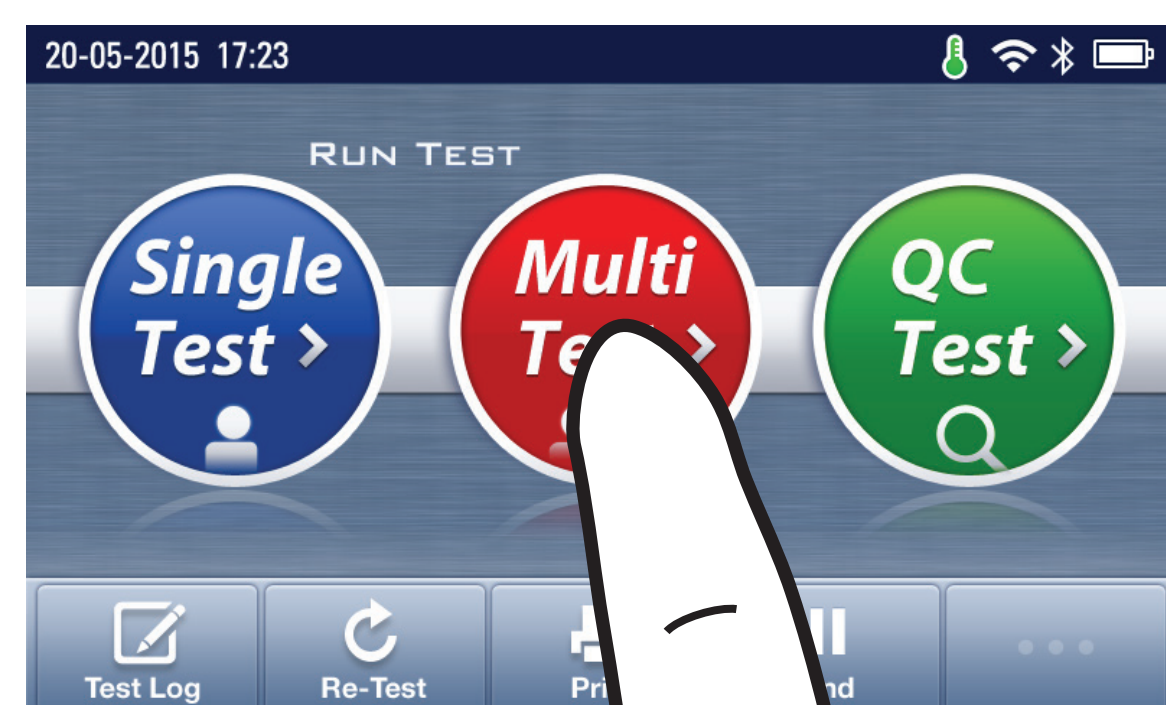 20-05-2015 17:23
RUN TEST
Single
Test
Multi
QC
Test
Test Log
Re-Test